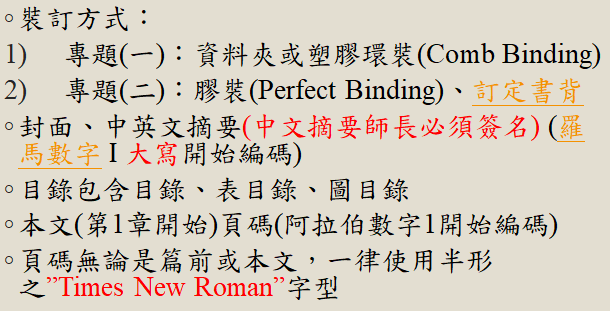 ◦裝訂方式：
1) 專題(一)：資料夾或塑膠環裝(Comb Binding)
2) 專題(二)：膠裝(Perfect Binding)、訂定書背
◦封面、中英文摘要(中文摘要師長必須簽名) (羅
馬數字 I 大寫開始編碼)
◦目錄包含目錄、表目錄、圖目錄
◦本文(第1章開始)頁碼(阿拉伯數字1開始編碼)
◦頁碼無論是篇前或本文，一律使用半形
之”Times New Roman”字型